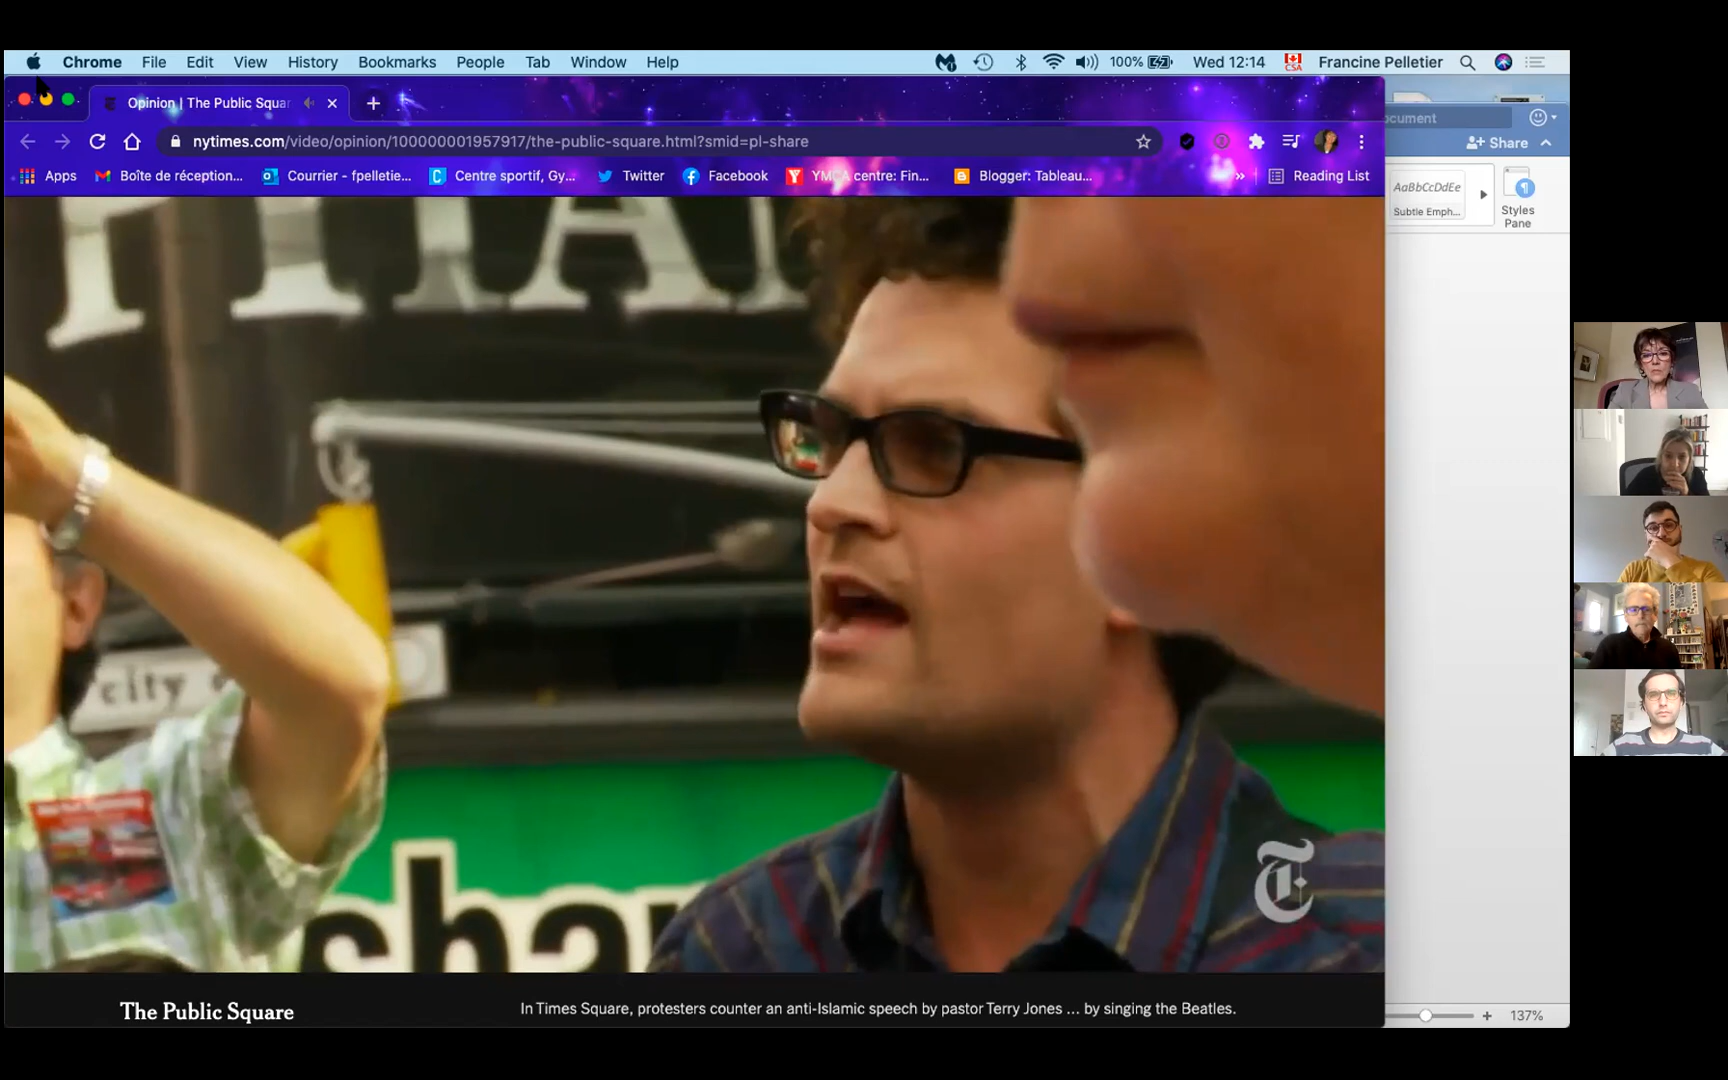 Chrome File Edit View History Bookmarks People Tab Window Help 100% Wed 12:14 CSA Francine Pelletier
Opinion | The Public Squar
nytimes.com/video/opinion/100000001957917/the-public-square.html?smid=pl-share
ocument
Share
Apps Boîte de réception... Courrier - fpelletie... Centre sportif, Gy... Twitter Facebook YMCA centre: Fin... Blogger: Tableau... » Reading List
AaBbCcDdEe
Subtle Emph...
Styles
Pane
city
shar
T
The Public Square
In Times Square, protesters counter an anti-Islamic speech by pastor Terry Jones ... by singing the Beatles.
137%